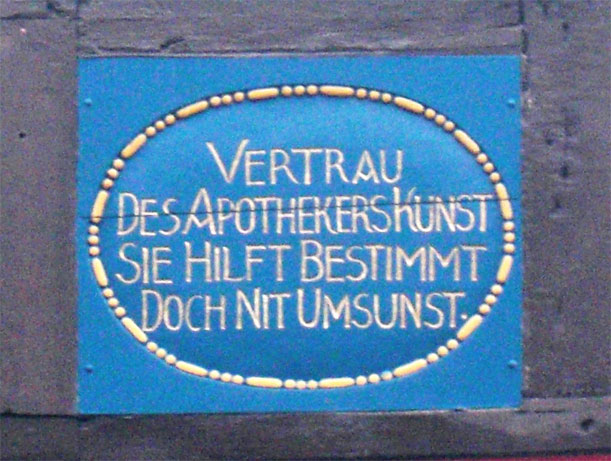 VERTRAU
DES APOTHEKERS KUNST
SIE HILFT BESTIMMT
DOCH NIT UMSUNST.